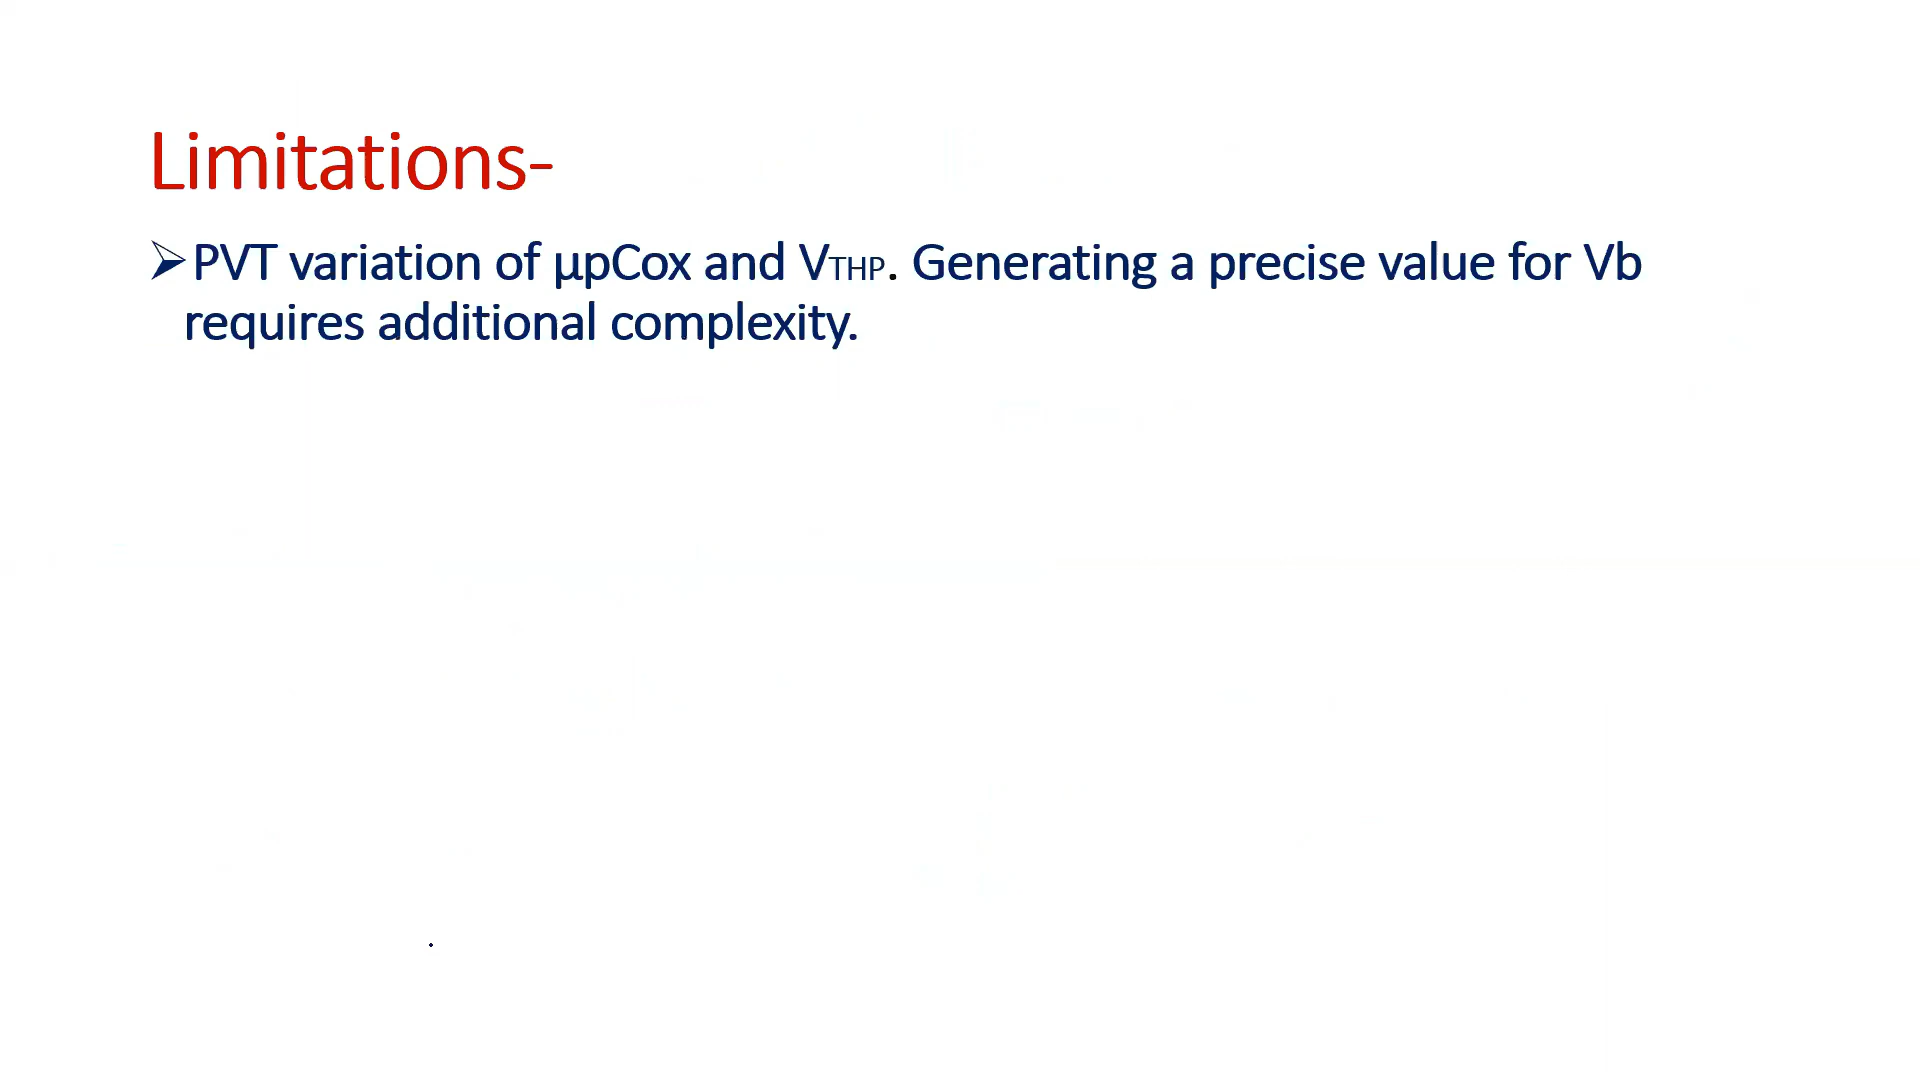 Limitations-
➢PVT variation of µpCox and VTHP. Generating a precise value for Vb
requires additional complexity.
.